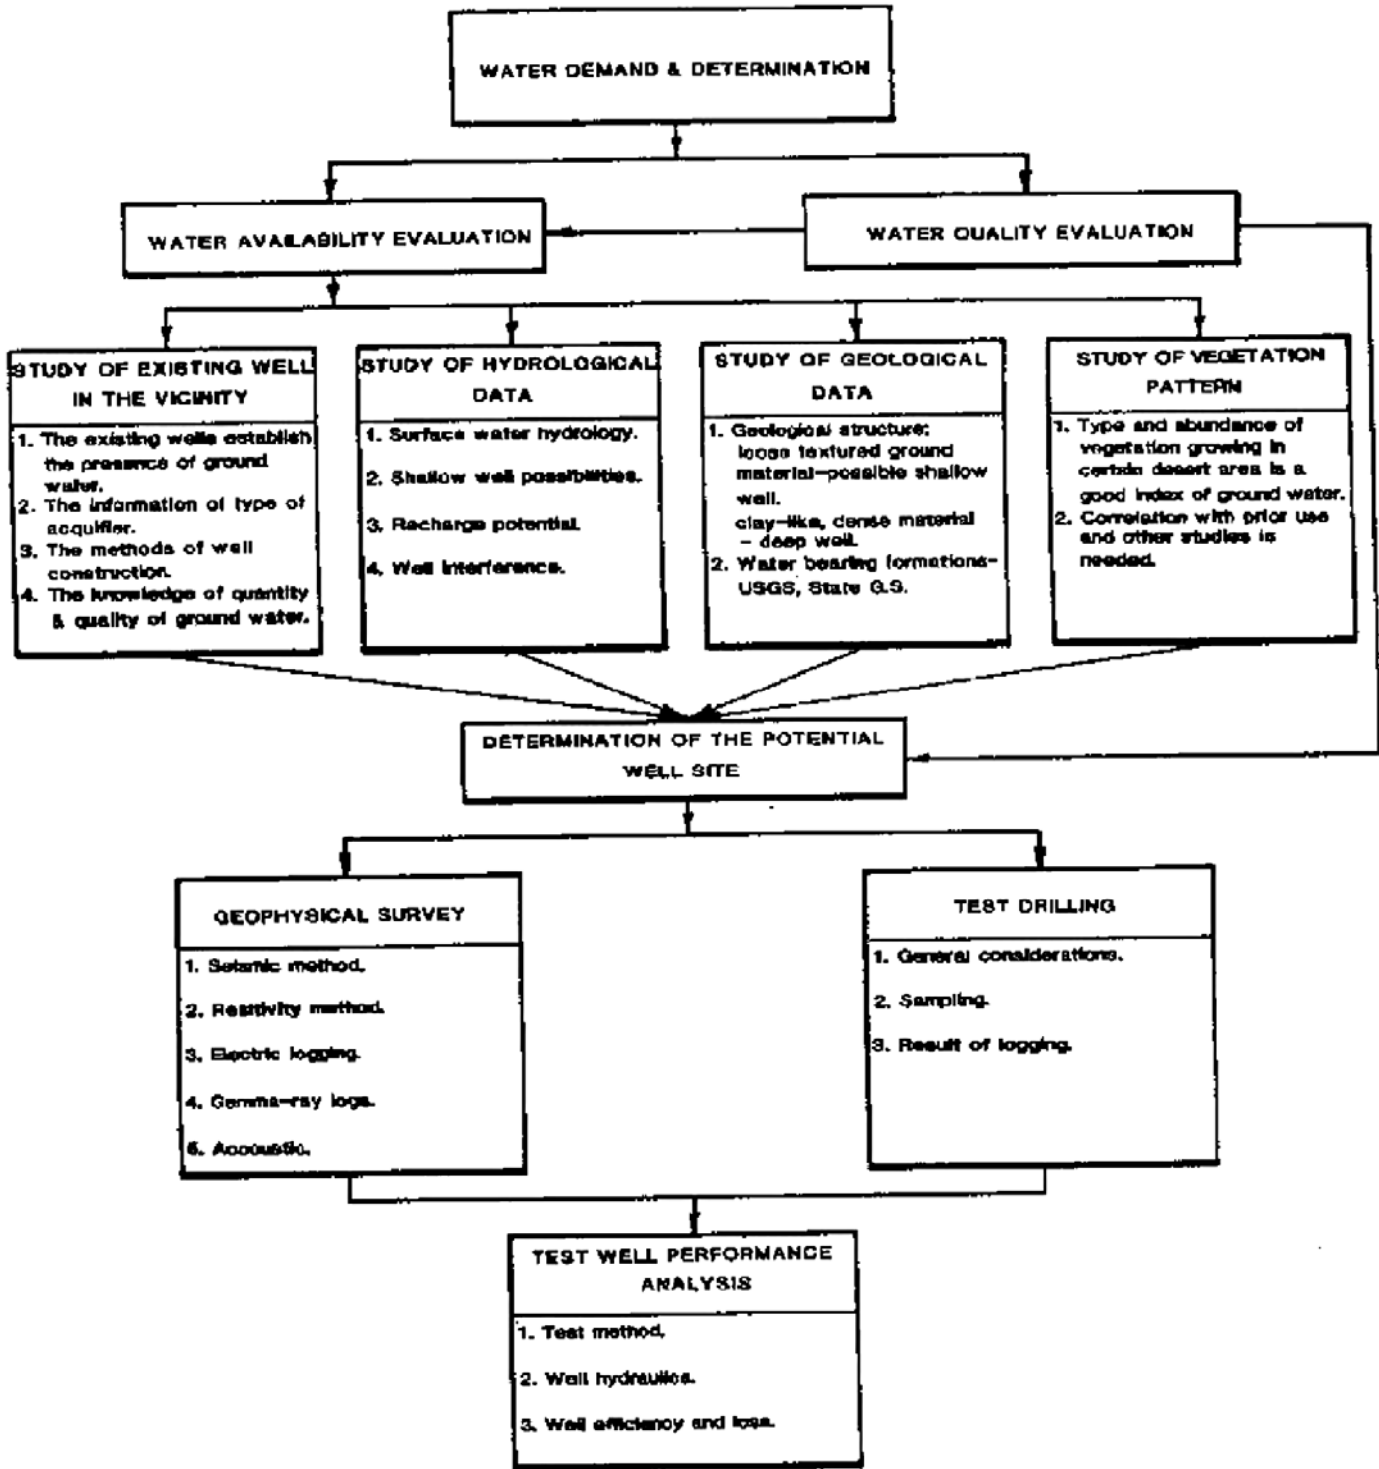 WATER DEMAND & DETERMINATION
WATER AVAILABILITY EVALUATION
WATER QUALITY EVALUATION
STUDY OF EXISTING WELL
IN THE VICINITY
1. The existing wells establish
the presence of ground
water.
2. The information of type of
acquifier.
3. The methods of well
construction.
4. The knowledge of quantity
& quality of ground water.
STUDY OF HYDROLOGICAL
DATA
1. Surface water hydrology.
2. Shallow well possibilities.
3. Recharge potential.
4. Well interference.
STUDY OF GEOLOGICAL
DATA
1. Geological structure:
loose textured ground
material-possible shallow
well.
clay-like, dense material
- deep well.
2. Water bearing formations-
USGS, State G.S.
STUDY OF VEGETATION
PATTERN
1. Type and abundance of
vegetation growing in
certain desert area is a
good index of ground water.
2. Correlation with prior use
and other studies is
needed.
DETERMINATION OF THE POTENTIAL
WELL SITE
GEOPHYSICAL SURVEY
1. Seismic method.
2. Resitivity method.
3. Electric logging.
4. Gamma-ray logs.
5. Accoustic.
TEST DRILLING
1. General considerations.
2. Sampling.
3. Result of logging.
TEST WELL PERFORMANCE
ANALYSIS
1. Test method.
2. Well hydraulics.
3. Well efficiency and loss.